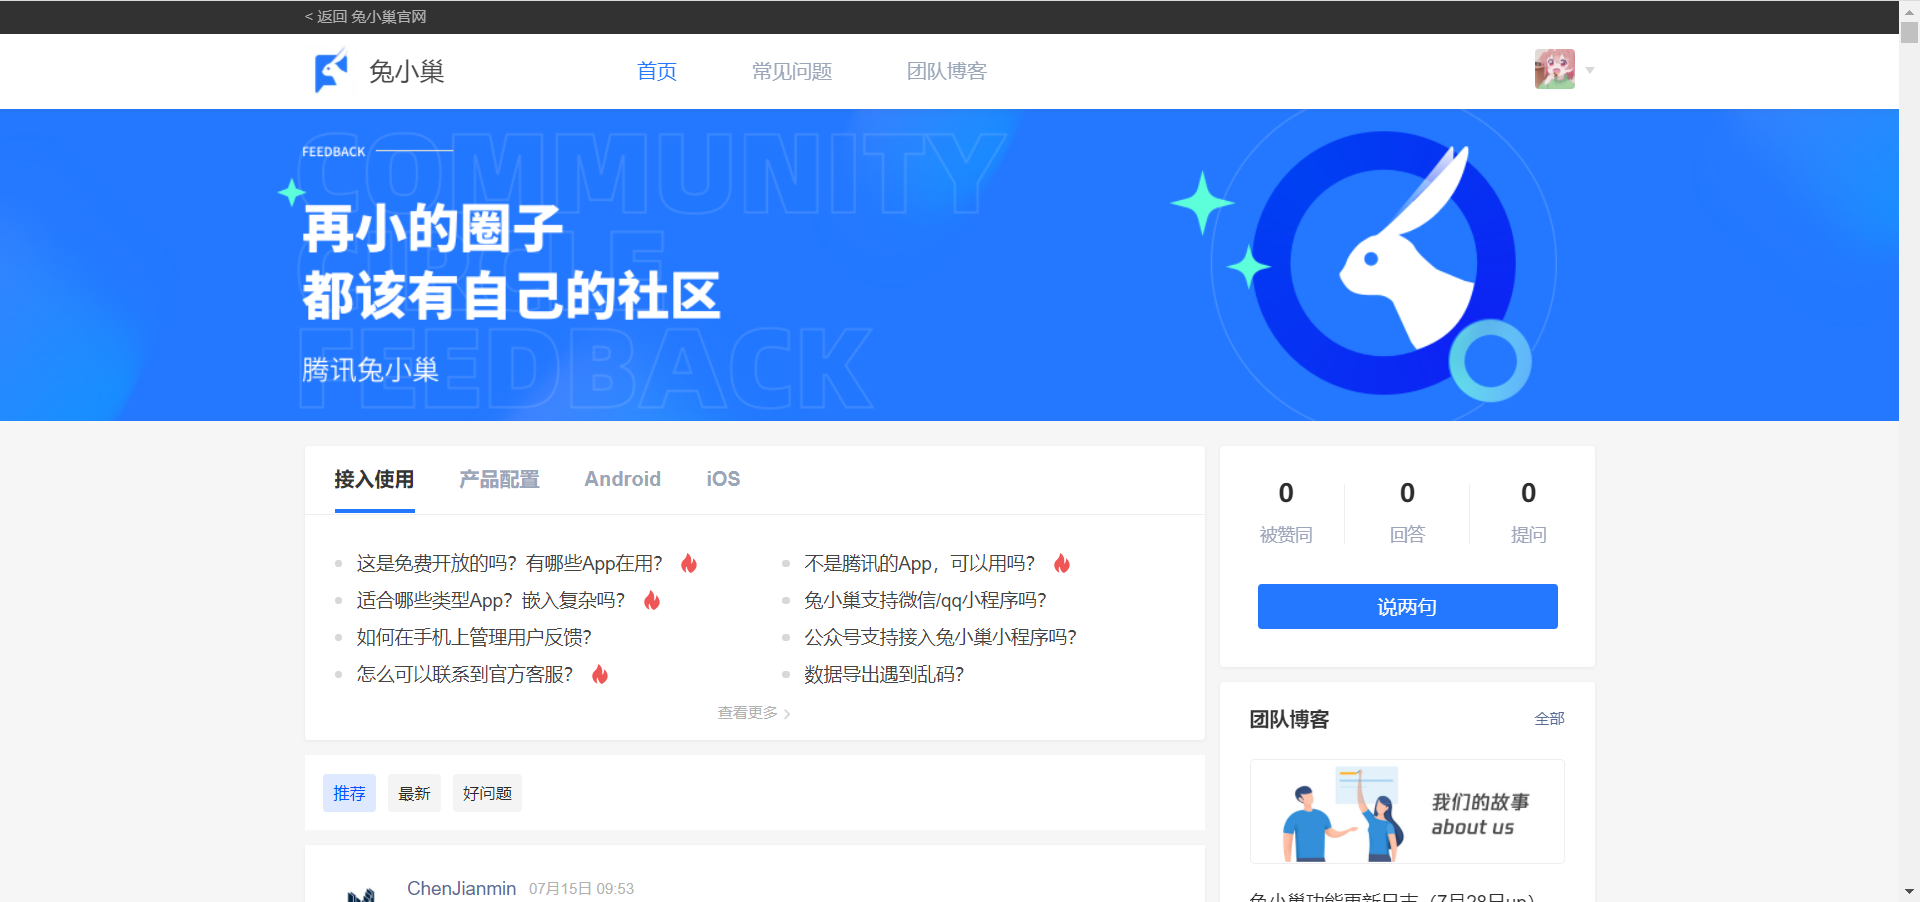 < 返回 兔小巢官网
兔小巢
首页
常见问题
团队博客
COMMUNITY
CIRCLE
FEEDBACK
FEEDBACK
再小的圈子
都该有自己的社区
腾讯兔小巢
接入使用
产品配置
Android
iOS
这是免费开放的吗？有哪些App在用？
不是腾讯的App，可以用吗？
适合哪些类型App？嵌入复杂吗？
兔小巢支持微信/qq小程序吗？
如何在手机上管理用户反馈？
公众号支持接入兔小巢小程序吗？
怎么可以联系到官方客服？
数据导出遇到乱码？
查看更多 >
0
被赞同
0
回答
0
提问
说两句
推荐
最新
好问题
ChenJianmin 07月15日 09:53
团队博客
全部
我们的故事
about us
兔小巢功能更新日志（7月28日up）